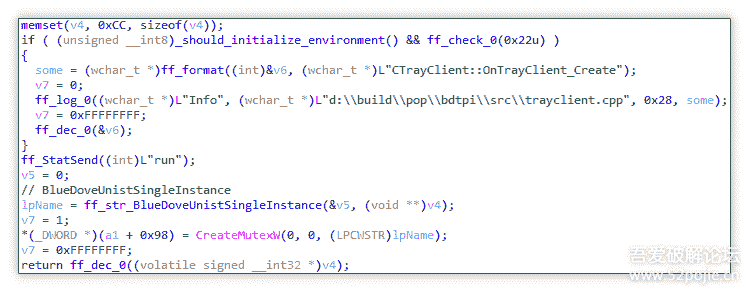 memset(v4, 0xCC, sizeof(v4));
if ( (unsigned __int8)_should_initialize_environment() && ff_check_0(0x22u) )
{
some = (wchar_t *)ff_format((int)&v6, (wchar_t *)L"CTrayClient::OnTrayClient_Create");
v7 = 0;
ff_log_0((wchar_t *)L"Info", (wchar_t *)L"d:\\build\\pop\\bdtpi\\src\\trayclient.cpp", 0x28, some);
v7 = 0xFFFFFFFF;
ff_dec_0(&v6);
}
ff_StatSend((int)L"run");
v5 = 0;
// BlueDoveUnistSingleInstance
lpName = ff_str_BlueDoveUnistSingleInstance(&v5, (void **)v4);
v7 = 1;
*(_DWORD *)(a1 + 0x98) = CreateMutexW(0, 0, (LPCWSTR)lpName);
v7 = 0xFFFFFFFF;
return ff_dec_0((volatile signed __int32 *)v4);
吾爱破解论坛
www.52pojie.cn